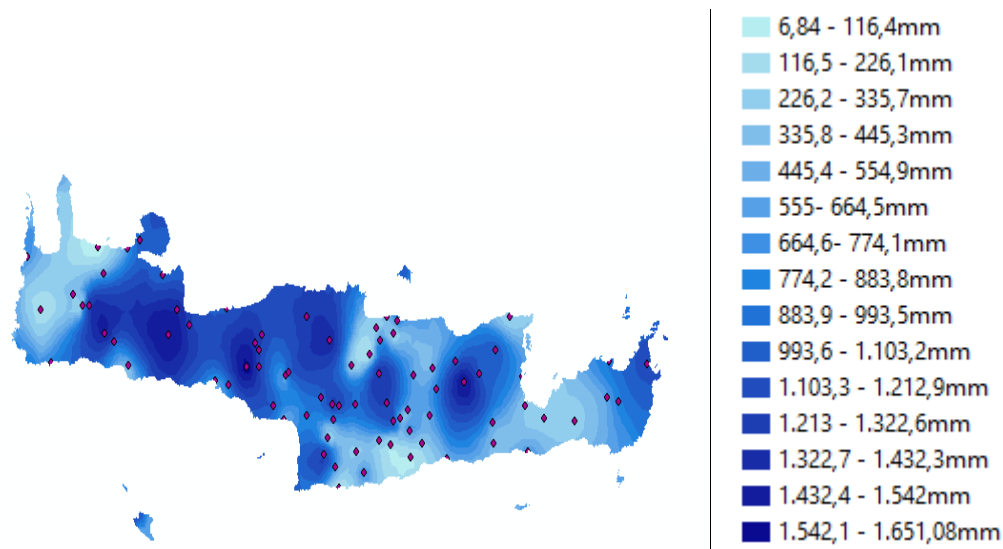 6,84 - 116,4mm
116,5 - 226,1mm
226,2 - 335,7mm
335,8 - 445,3mm
445,4 - 554,9mm
555- 664,5mm
664,6- 774,1mm
774,2 - 883,8mm
883,9 - 993,5mm
993,6 - 1.103,2mm
1.103,3 - 1.212,9mm
1.213 - 1.322,6mm
1.322,7 - 1.432,3mm
1.432,4 - 1.542mm
1.542,1 - 1.651,08mm